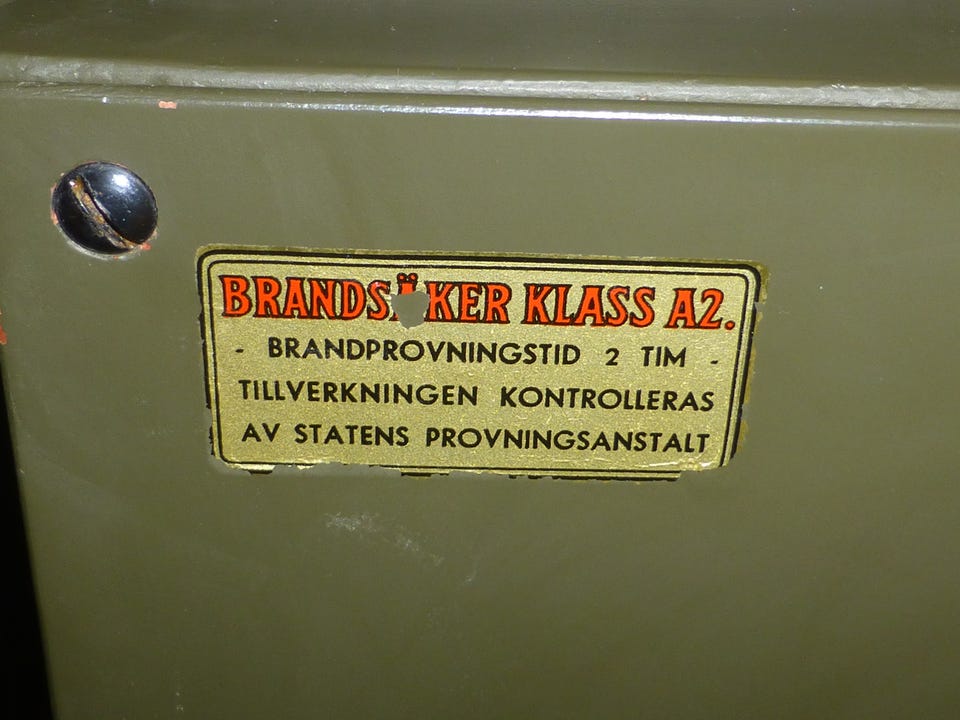 BRANDSÄKER KLASS A2.
- BRANDPROVNINGSTID 2 TIM -
TILLVERKNINGEN KONTROLLERAS
AV STATENS PROVNINGSANSTALT